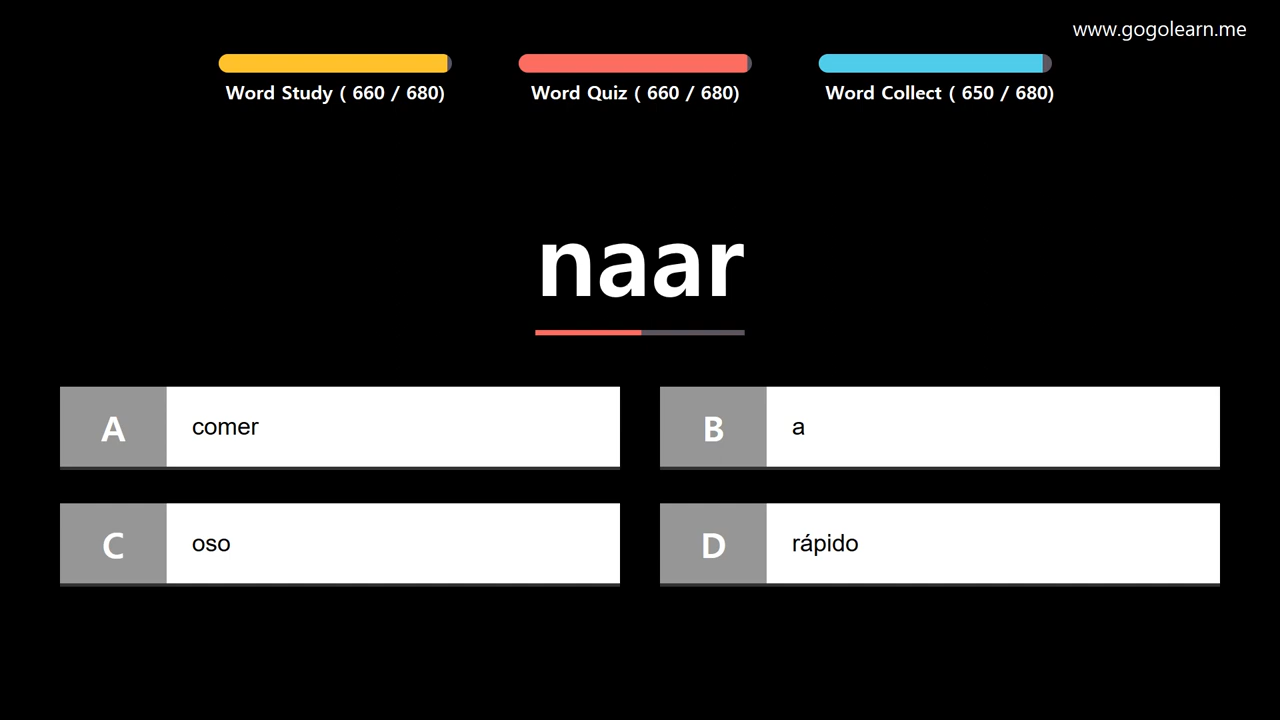 www.gogolearn.me
Word Study ( 660 / 680)
Word Quiz ( 660 / 680)
Word Collect ( 650 / 680)
naar
A comer
B a
C oso
D rápido